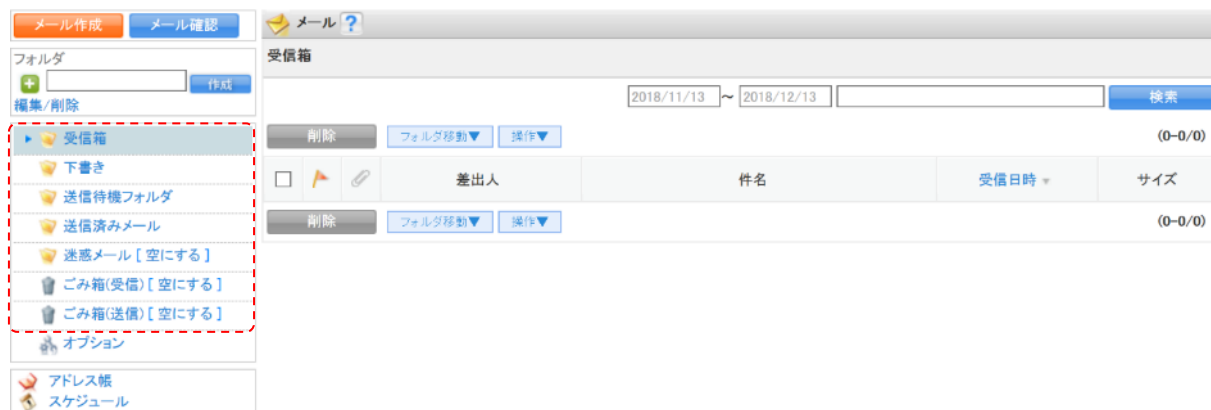 メール作成 メール確認
フォルダ
作成
編集/削除
受信箱
下書き
送信待機フォルダ
送信済みメール
迷惑メール [ 空にする ]
ごみ箱(受信) [ 空にする ]
ごみ箱(送信) [ 空にする ]
オプション
アドレス帳
スケジュール
メール ?
受信箱
2018/11/13 ~ 2018/12/13 検索
削除 フォルダ移動▼ 操作▼ (0-0/0)
差出人 件名 受信日時 ▼ サイズ
削除 フォルダ移動▼ 操作▼ (0-0/0)